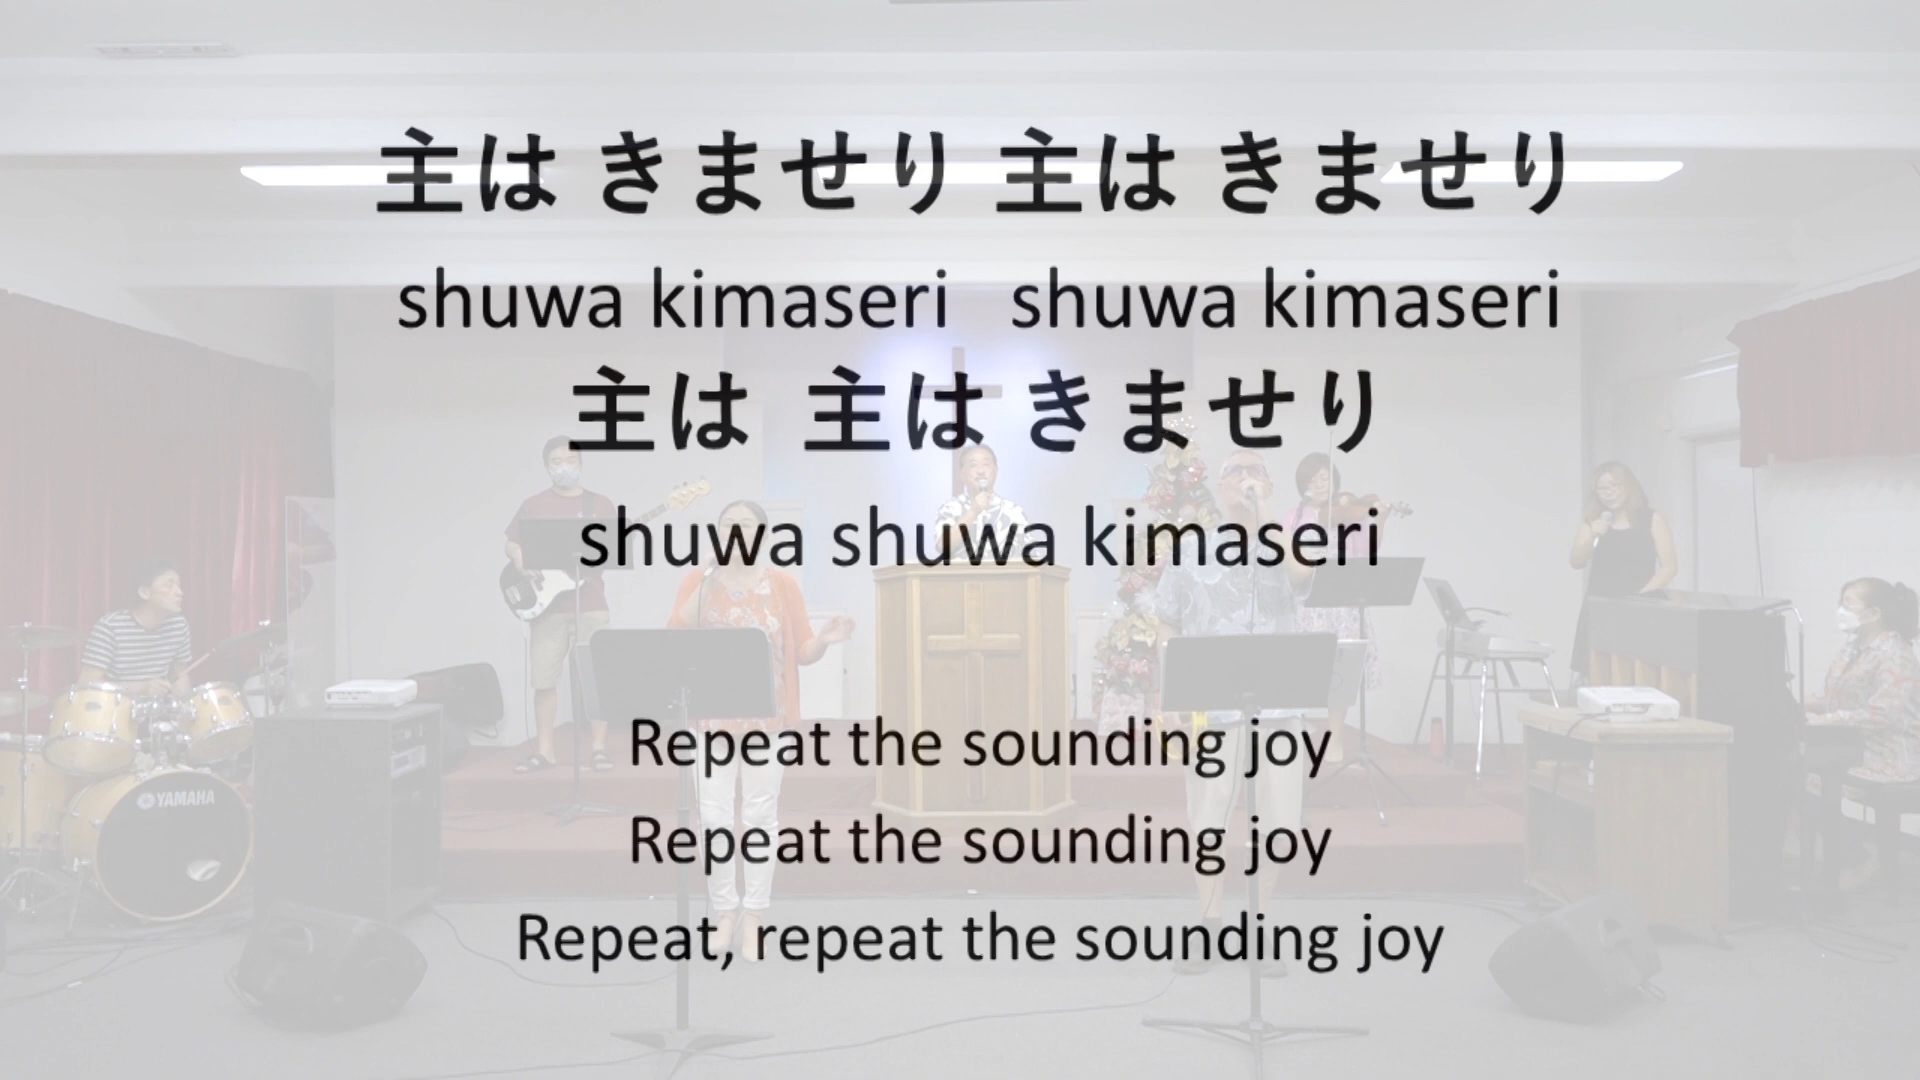 主は きませり 主は きませり
shuwa kimaseri shuwa kimaseri
主は 主は きませり
shuwa shuwa kimaseri
Repeat the sounding joy
Repeat the sounding joy
Repeat, repeat the sounding joy
YAMAHA